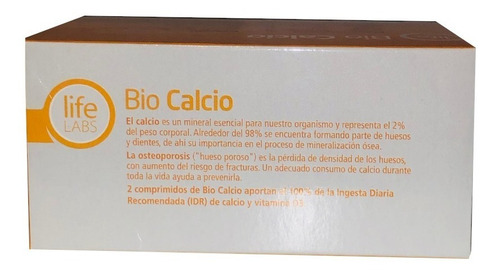 Bio Calcio
life
LABS
Bio Calcio
El calcio es un mineral esencial para nuestro organismo y representa el 2%
del peso corporal. Alrededor del 98% se encuentra formando parte de huesos
y dientes, de ahi su importancia en el proceso de mineralización ósea.
La osteoporosis ("hueso poroso") es la pérdida de densidad de los huesos,
con aumento del riesgo de fracturas. Un adecuado consumo de calcio durante
toda la vida ayuda a prevenirla.
2 comprimidos de Bio Calcio aportan el 100% de la Ingesta Diaria
Recomendada (IDR) de calcio y vitamina D3